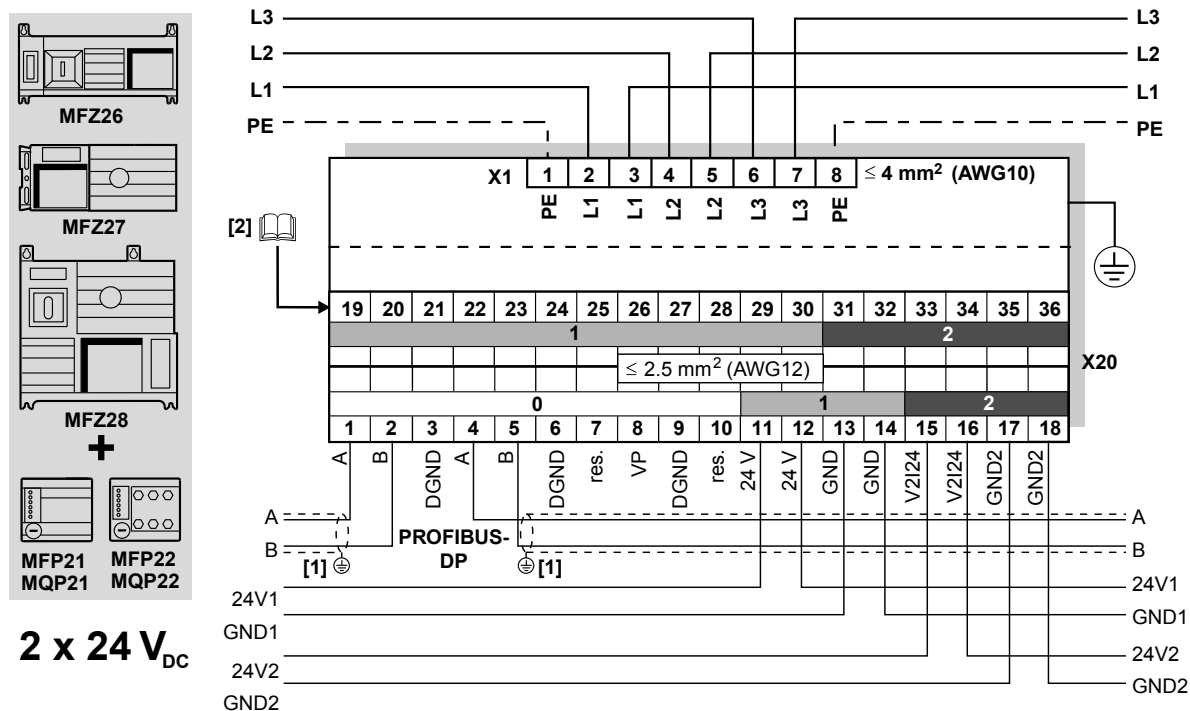 MFZ26
MFZ27
MFZ28
+
MFP21 MFP22
MQP21 MQP22
2 x 24 VDC
L3 L3
L2 L2
L1 L1
PE PE
X1 1 2 3 4 5 6 7 8 ≤ 4 mm2 (AWG10)
PE L1 L1 L2 L2 L3 L3 PE
[2]
19 20 21 22 23 24 25 26 27 28 29 30 31 32 33 34 35 36
1 2
≤ 2.5 mm2 (AWG12) X20
0 1 2
1 2 3 4 5 6 7 8 9 10 11 12 13 14 15 16 17 18
A B DGND A B DGND res. VP DGND res. 24 V 24 V GND GND V2I24 V2I24 GND2 GND2
A A
B B
PROFIBUS-
DP
[1] [1]
24V1 24V1
GND1 GND1
24V2 24V2
GND2 GND2